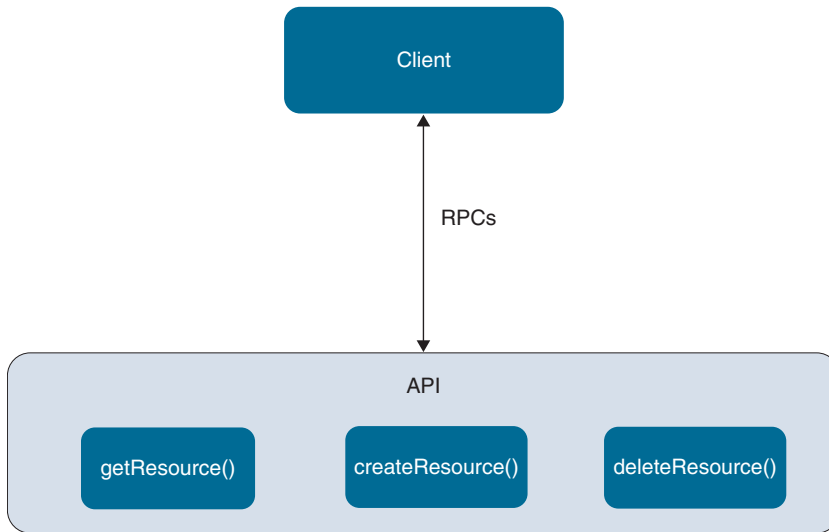 Client
RPCs
API
getResource()
createResource()
deleteResource()